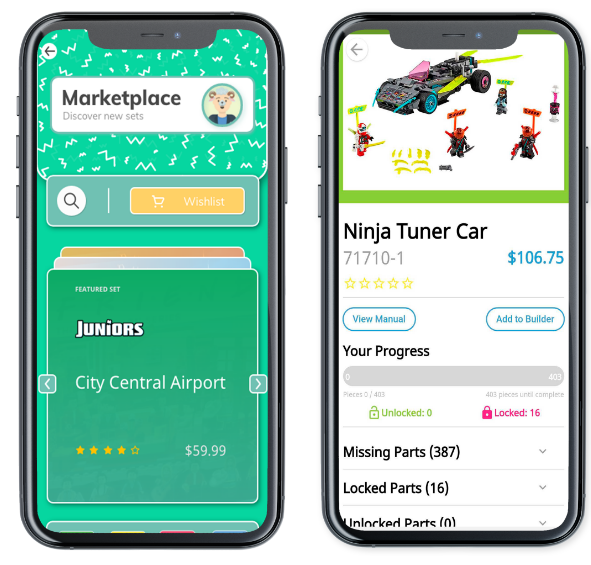 Marketplace
Discover new sets
Wishlist
FEATURED SET
JUNIORS
City Central Airport
$59.99
Ninja Tuner Car
71710-1
$106.75
View Manual
Add to Builder
Your Progress
0
403
Pieces 0 / 403
403 pieces until complete
Unlocked: 0
Locked: 16
Missing Parts (387)
Locked Parts (16)
Unlocked Parts (0)